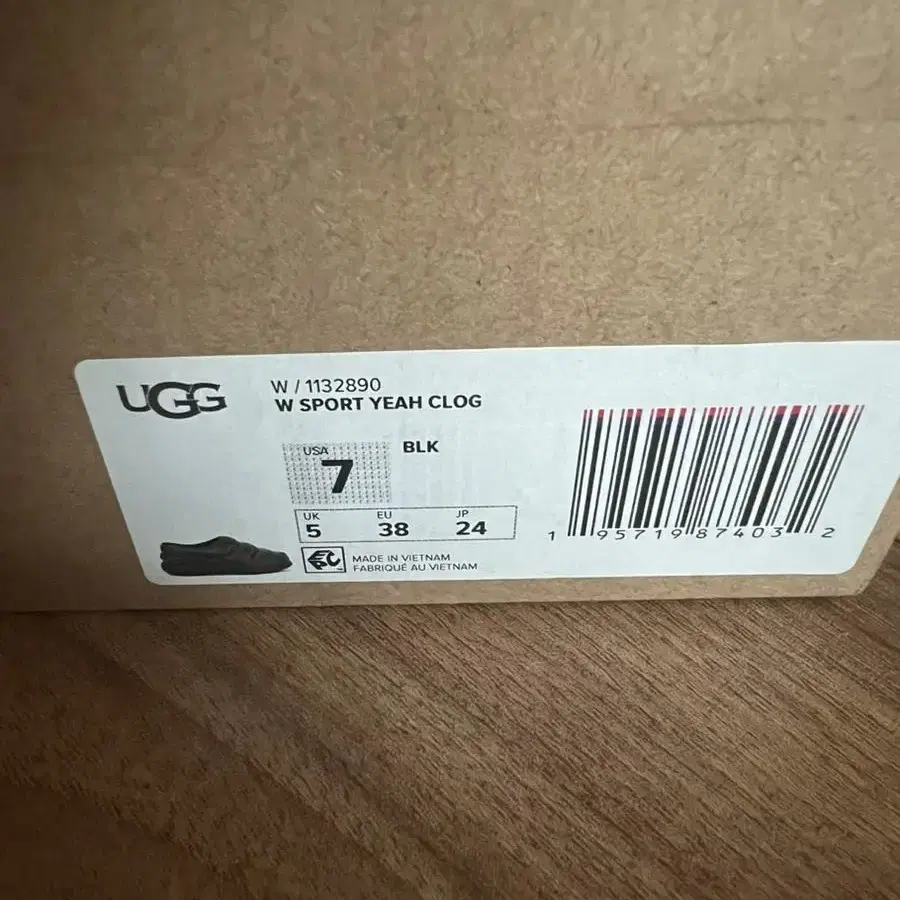 UGG
W / 1132890
W SPORT YEAH CLOG
USA
7
BLK
UK
5
EU
38
JP
24
MADE IN VIETNAM
FABRIQUÉ AU VIETNAM
1 95719 87403 2